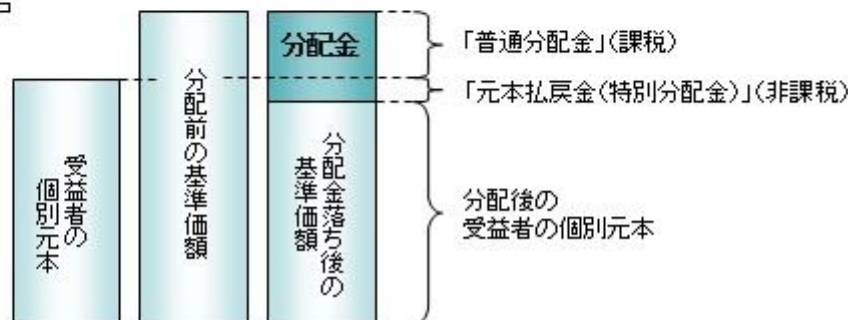 受益者の
個別元本
分配前の基準価額
分配金
分配金落ち後の
基準価額
「普通分配金」(課税)
「元本払戻金(特別分配金)」(非課税)
分配後の
受益者の個別元本